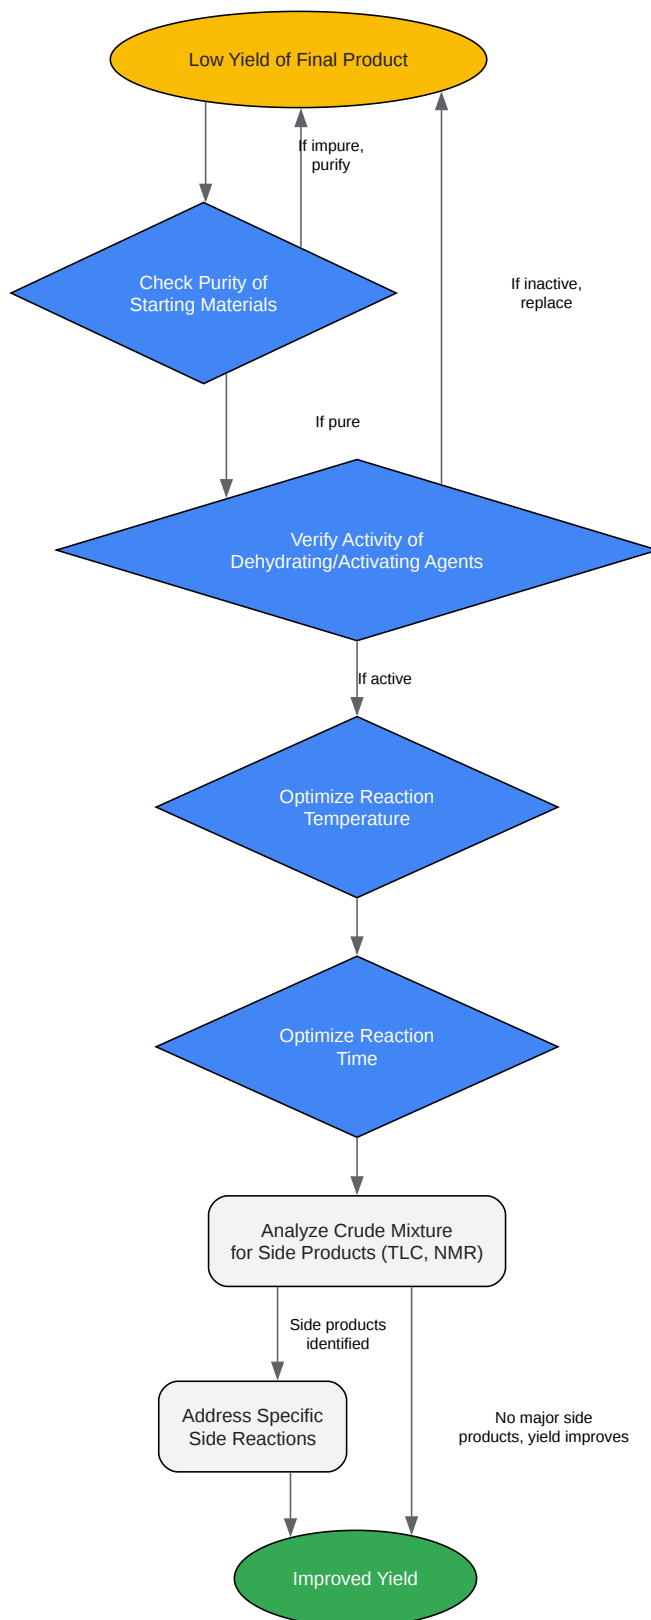 Low Yield of Final Product
If impure,
purify
Check Purity of
Starting Materials
If inactive,
replace
If pure
Verify Activity of
Dehydrating/Activating Agents
If active
Optimize Reaction
Temperature
Optimize Reaction
Time
Analyze Crude Mixture
for Side Products (TLC, NMR)
Side products
identified
Address Specific
Side Reactions
No major side
products, yield improves
Improved Yield